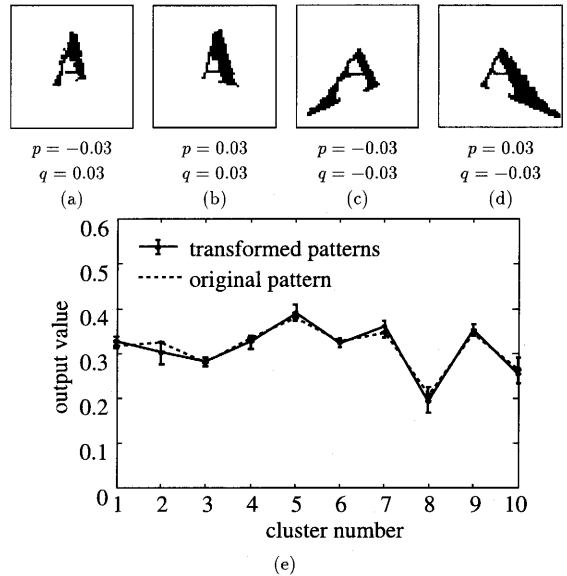 p = −0.03 p = 0.03 p = −0.03 p = 0.03
q = 0.03 q = 0.03 q = −0.03 q = −0.03
(a) (b) (c) (d)
0.6
transformed patterns
0.5
original pattern
0.4
0.3
0.2
0.1
0
output value
1 2 3 4 5 6 7 8 9 10
cluster number
(e)